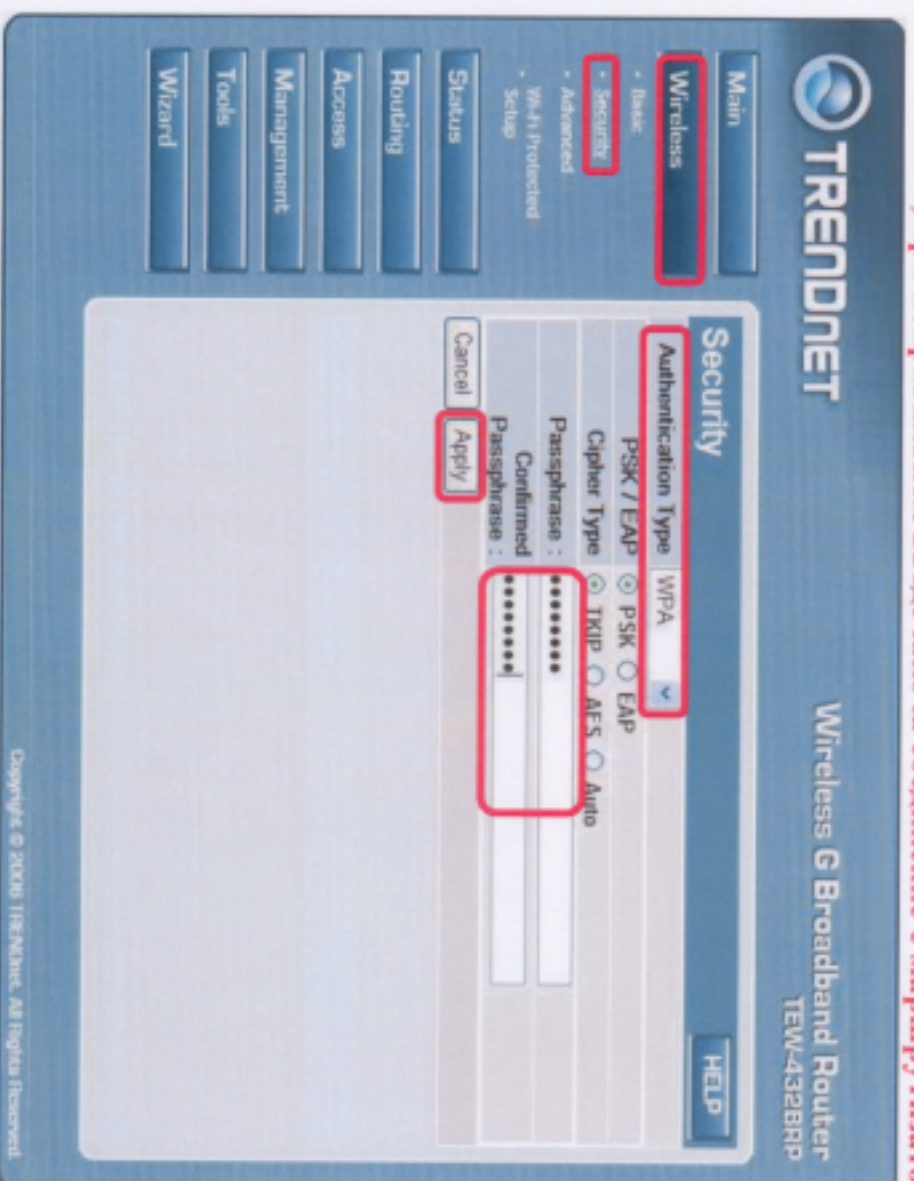 TRENDNET
Wireless G Broadband Router
TEW-432BRP
Main
Wireless
• Basic
• Security
• Advanced
• Wi-Fi Protected
Setup
Status
Routing
Access
Management
Tools
Wizard
Security
HELP
Authentication Type WPA
PSK / EAP PSK EAP
Cipher Type TKIP AES Auto
Passphrase : ••••••••
Confirmed
Passphrase : ••••••••
Cancel Apply
Copyright © 2006 TRENDnet. All Rights Reserved.